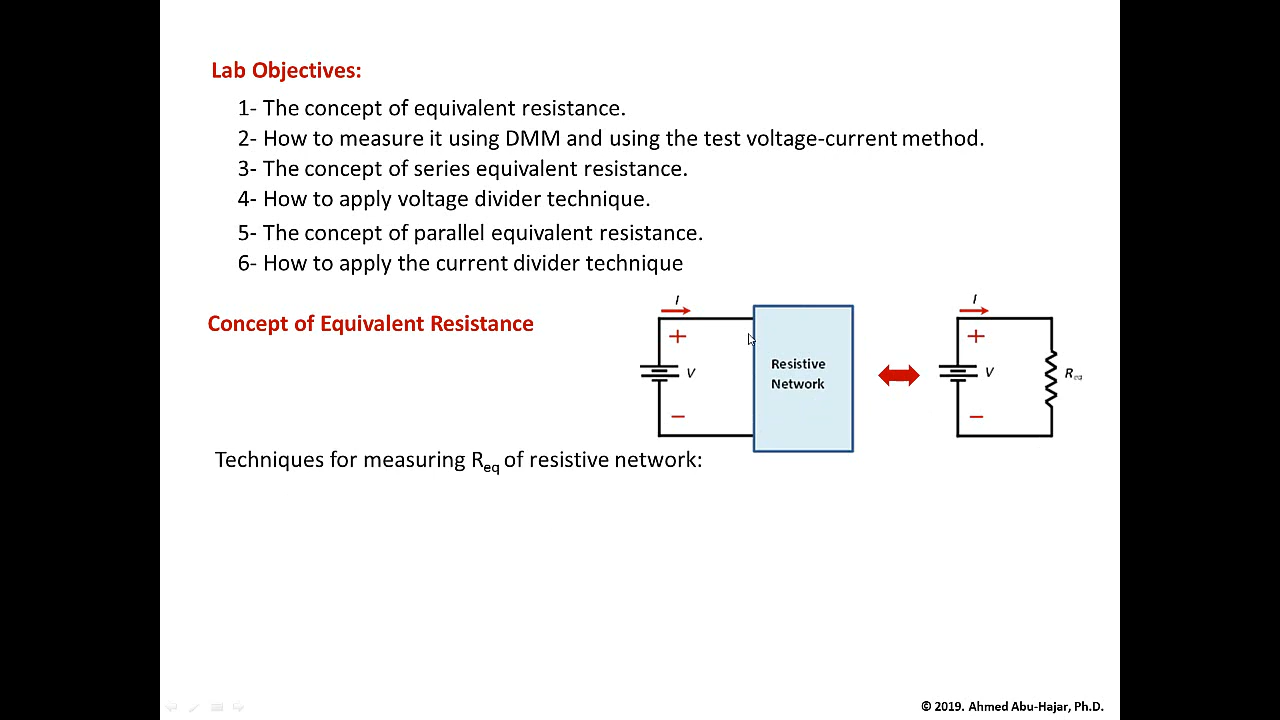 Lab Objectives:
1- The concept of equivalent resistance.
2- How to measure it using DMM and using the test voltage-current method.
3- The concept of series equivalent resistance.
4- How to apply voltage divider technique.
5- The concept of parallel equivalent resistance.
6- How to apply the current divider technique
Concept of Equivalent Resistance
I
+
V
−
Resistive
Network
I
+
V
−
Req
Techniques for measuring Req of resistive network:
© 2019. Ahmed Abu-Hajar, Ph.D.